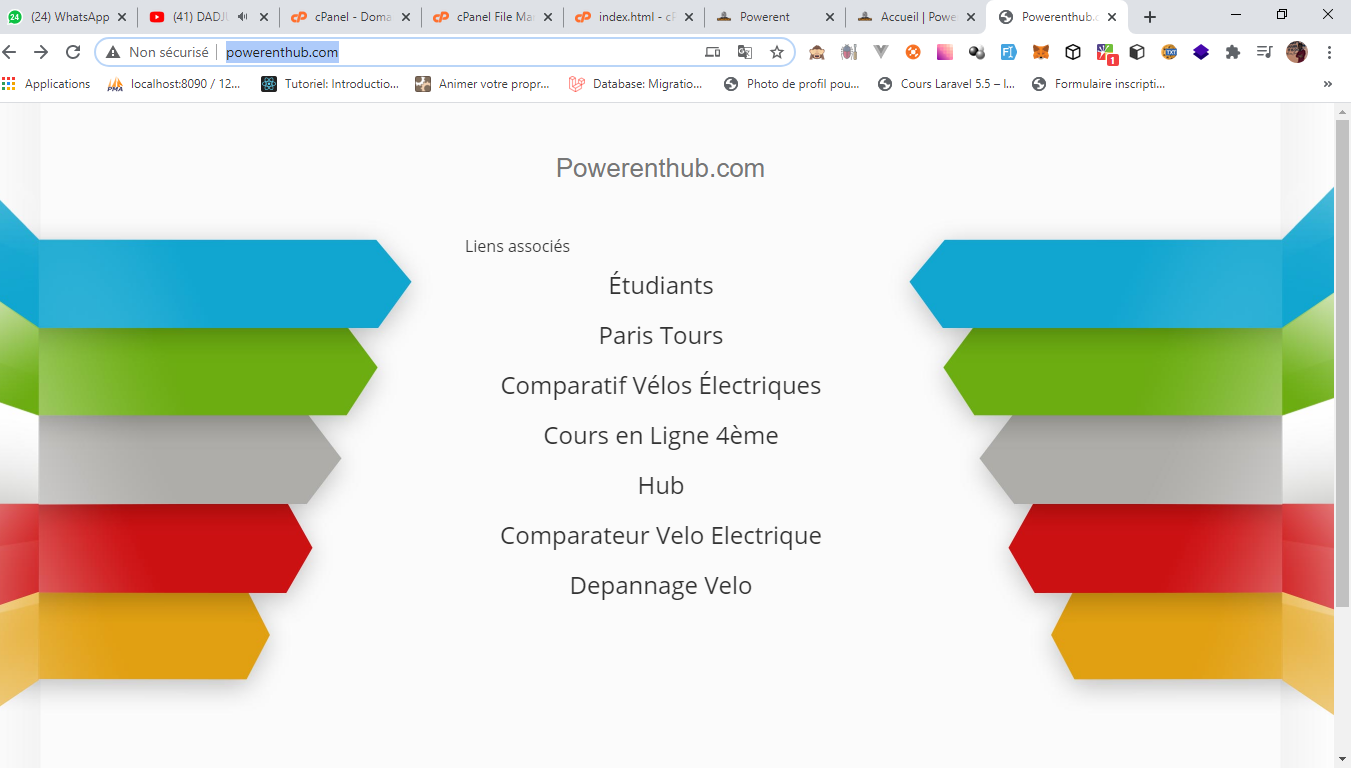 (24) WhatsApp
(41) DADJU
cPanel - Doma
cPanel File Ma
index.html - cP
Powerent
Accueil | Powe
Powerenthub.c
Non sécurisé
powerenthub.com
Applications
localhost:8090 / 12...
Tutoriel: Introductio...
Animer votre propr...
Database: Migratio...
Photo de profil pou...
Cours Laravel 5.5 – I...
Formulaire inscripti...
»
Powerenthub.com
Liens associés
Étudiants
Paris Tours
Comparatif Vélos Électriques
Cours en Ligne 4ème
Hub
Comparateur Velo Electrique
Depannage Velo